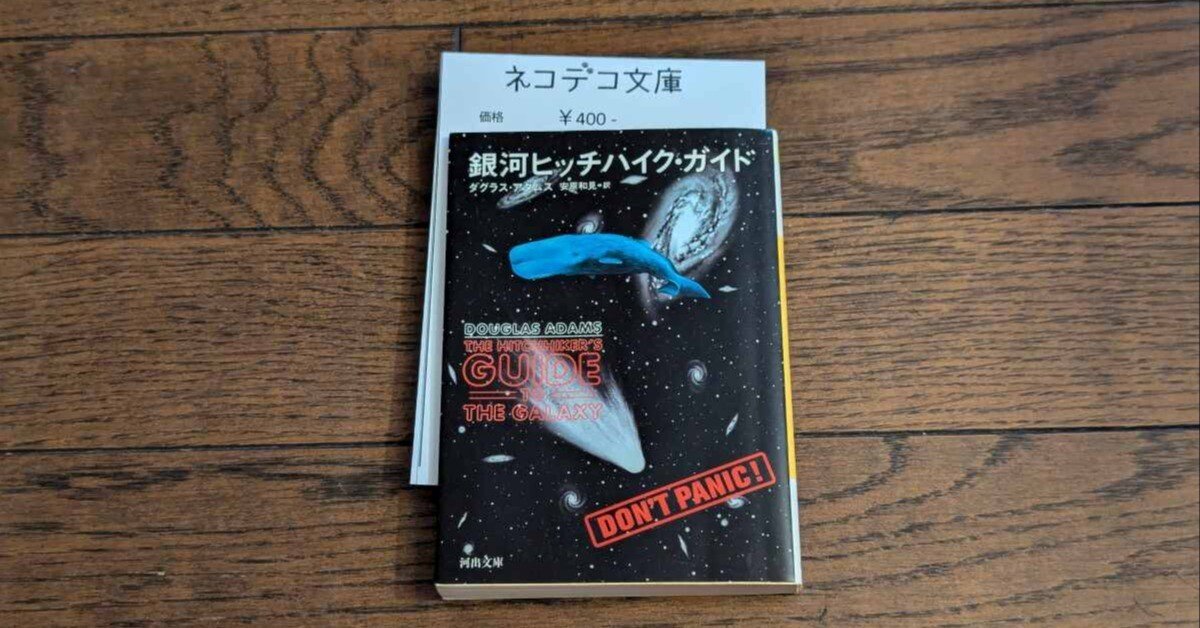 ネコデコ文庫
価格 ¥400-
銀河ヒッチハイク・ガイド
ダグラス・アダムス 安原和見=訳
DOUGLAS ADAMS
THE HITCHHIKER'S
GUIDE
TO
THE GALAXY
DON'T PANIC!
河出文庫